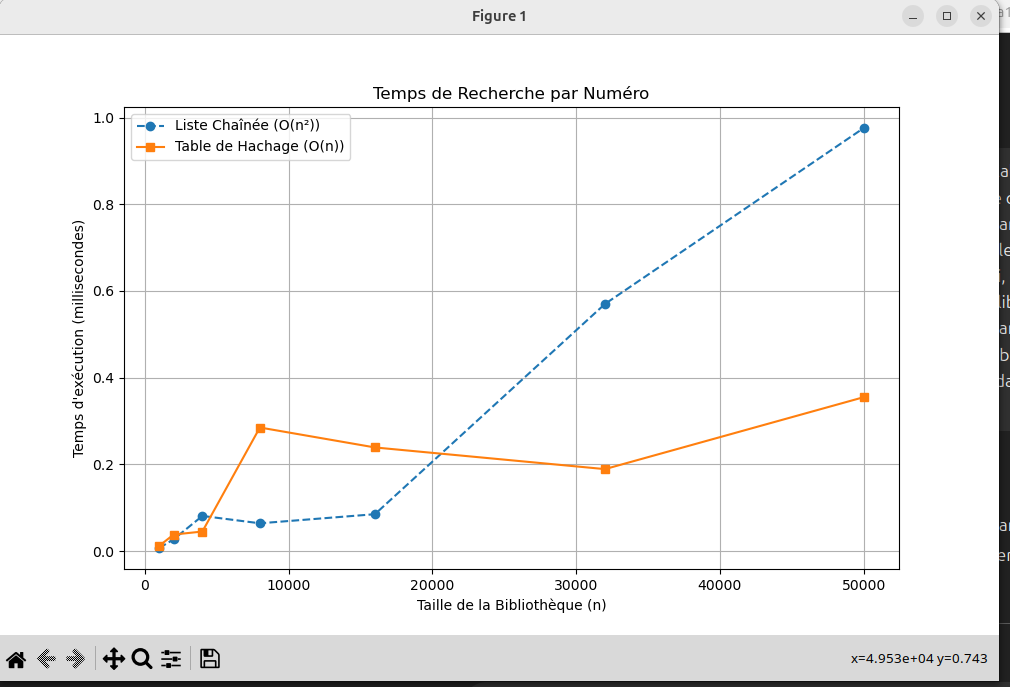 Figure 1
Temps de Recherche par Numéro
Liste Chaînée (O(n²))
Table de Hachage (O(n))
1.0
0.8
0.6
0.4
0.2
0.0
Temps d'exécution (millisecondes)
0 10000 20000 30000 40000 50000
Taille de la Bibliothèque (n)
x=4.953e+04 y=0.743